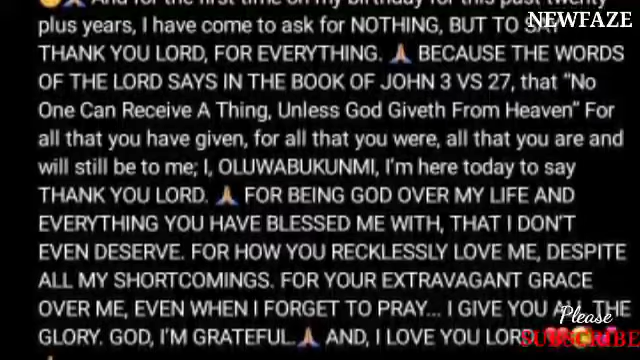 And for the first time on my birthday for this past twenty
plus years, I have come to ask for NOTHING, BUT TO SAY
NEWFAZE
THANK YOU LORD, FOR EVERYTHING. 🙏 BECAUSE THE WORDS
OF THE LORD SAYS IN THE BOOK OF JOHN 3 VS 27, that “No
One Can Receive A Thing, Unless God Giveth From Heaven” For
all that you have given, for all that you were, all that you are and
will still be to me; I, OLUWABUKUNMI, I’m here today to say
THANK YOU LORD. 🙏 FOR BEING GOD OVER MY LIFE AND
EVERYTHING YOU HAVE BLESSED ME WITH, THAT I DON’T
EVEN DESERVE. FOR HOW YOU RECKLESSLY LOVE ME, DESPITE
ALL MY SHORTCOMINGS. FOR YOUR EXTRAVAGANT GRACE
OVER ME, EVEN WHEN I FORGET TO PRAY... I GIVE YOU ALL THE
Please
GLORY. GOD, I’M GRATEFUL.🙏 AND, I LOVE YOU LORD
SUBSCRIBE